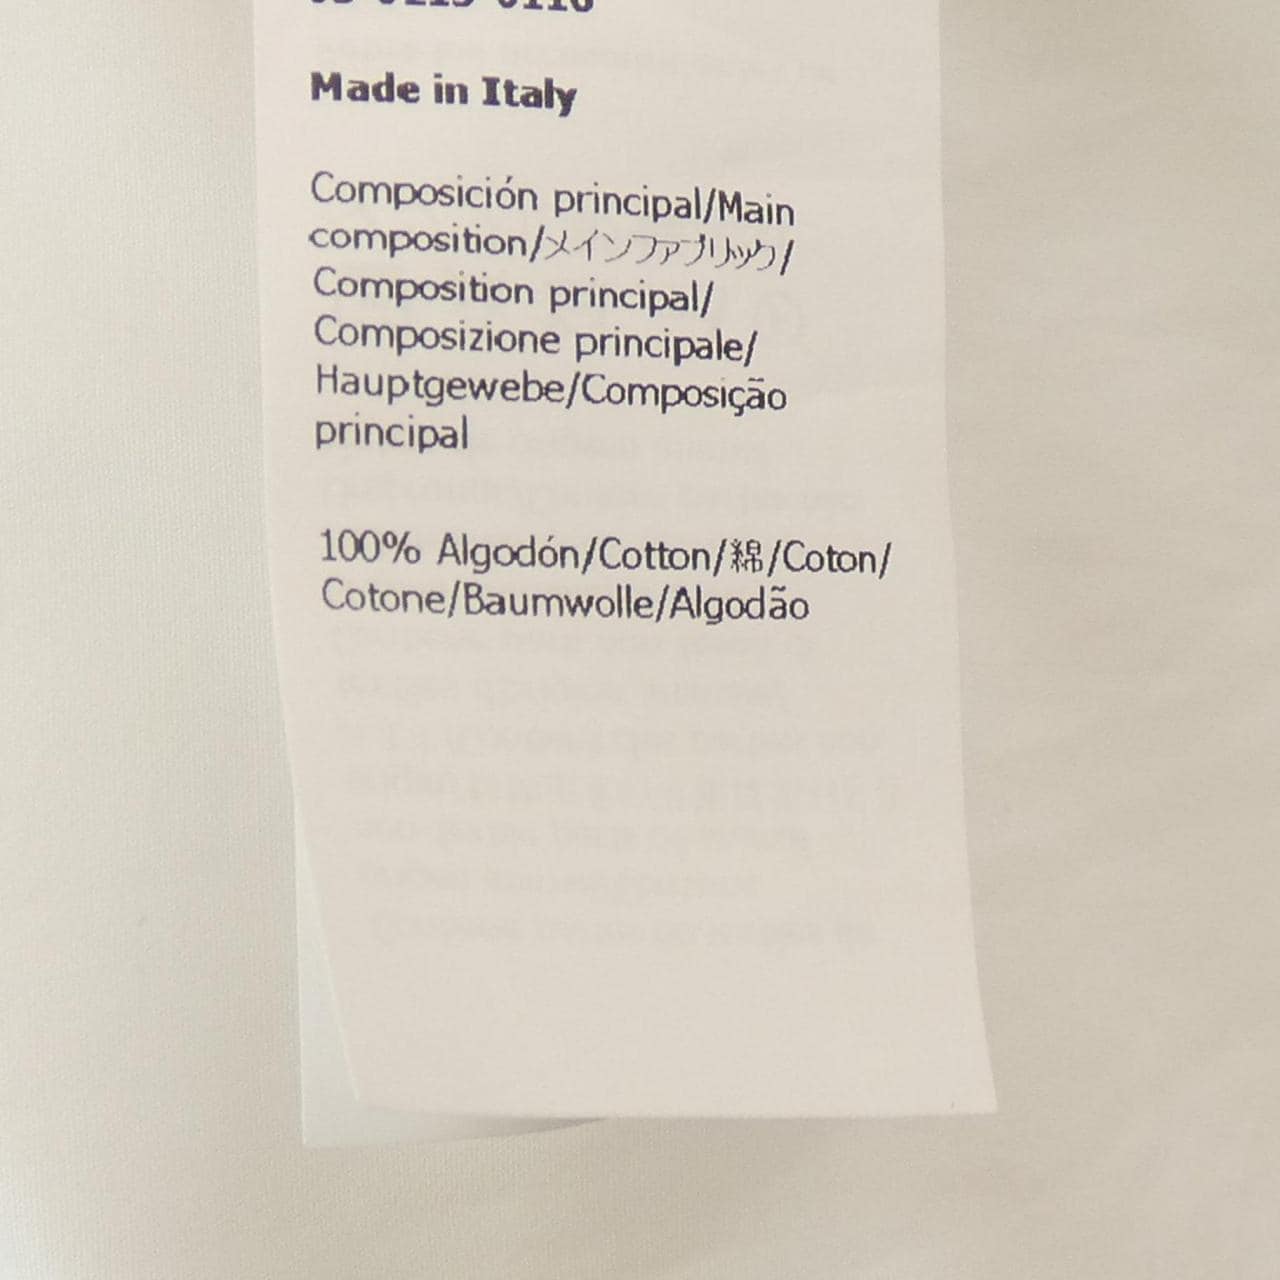 Made in Italy
Composición principal/Main
composition/メインファブリック/
Composition principal/
Composizione principale/
Hauptgewebe/Composição
principal
100% Algodón/Cotton/綿/Coton/
Cotone/Baumwolle/Algodão